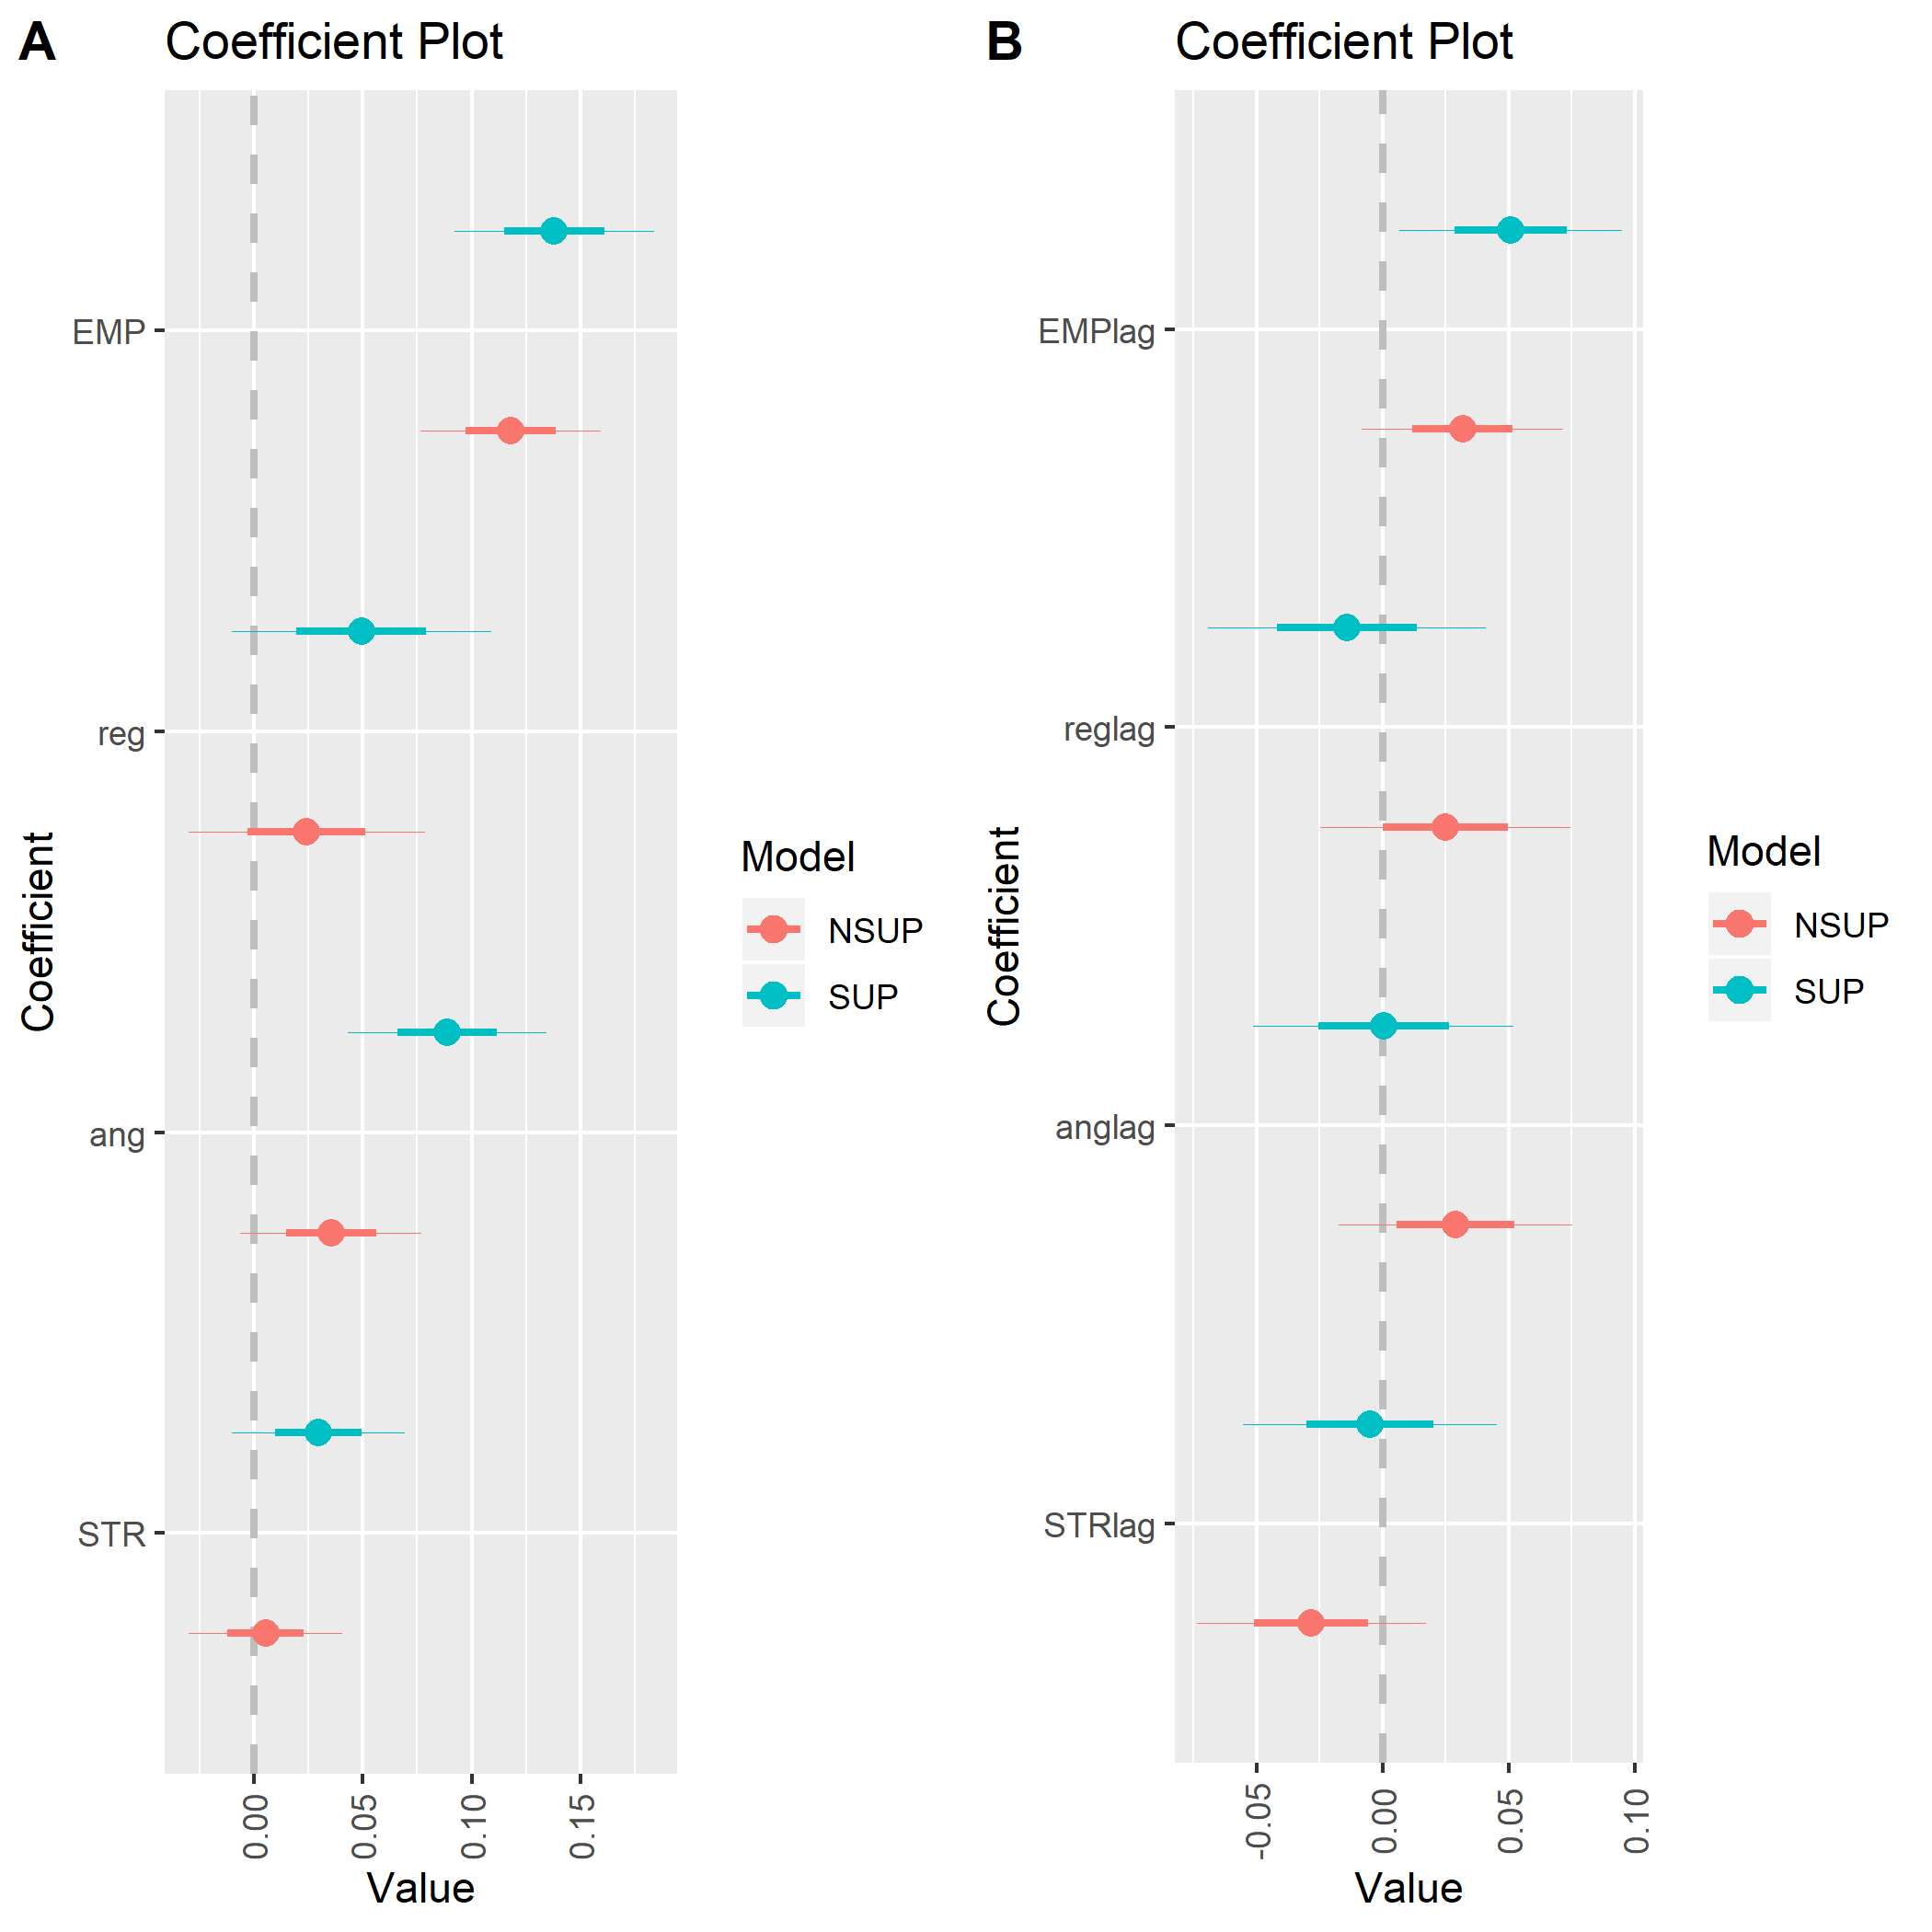 A
Coefficient Plot
Coefficient
EMP
reg
ang
STR
0.00
0.05
0.10
0.15
Value
Model
NSUP
SUP
B
Coefficient Plot
Coefficient
EMPlag
reglag
anglag
STRlag
-0.05
0.00
0.05
0.10
Value
Model
NSUP
SUP